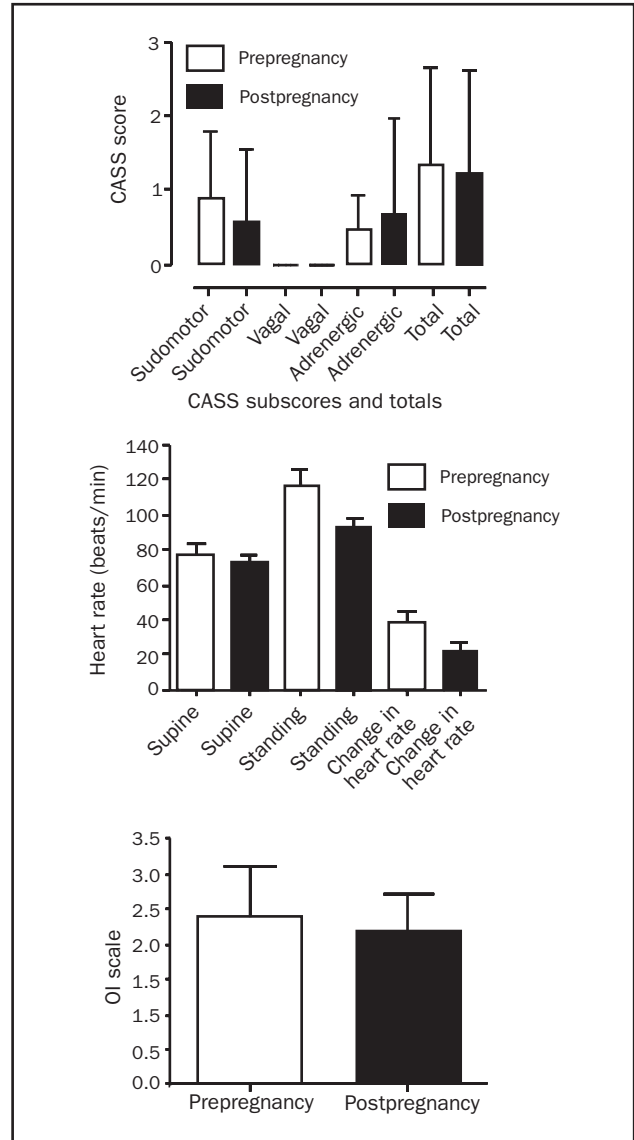 3
Prepregnancy
Postpregnancy
2
1
0
CASS score
Sudomotor
Sudomotor
Vagal
Vagal
Adrenergic
Adrenergic
Total
Total
CASS subscores and totals
140
120
100
80
60
40
20
0
Heart rate (beats/min)
Prepregnancy
Postpregnancy
Supine
Supine
Standing
Standing
Change in
heart rate
Change in
heart rate
3.5
3.0
2.5
2.0
1.5
1.5
0.5
0.0
OI scale
Prepregnancy
Postpregnancy